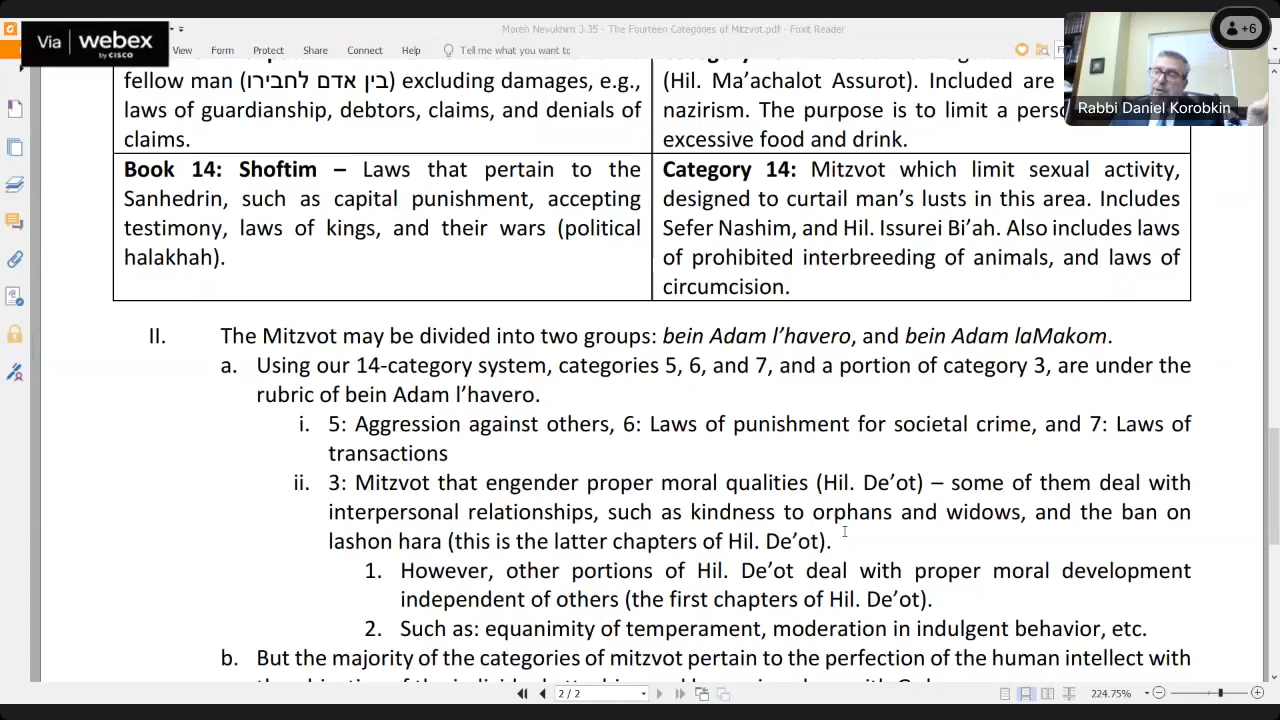 Moreh Nevukhim 3.35 - The Fourteen Categories of Mitzvot.pdf - Foxit Reader
Via webex
by CISCO
+6
View Form Protect Share Connect Help Tell me what you want to
Rabbi Daniel Korobkin
fellow man (בין אדם לחבירו) excluding damages, e.g.,
laws of guardianship, debtors, claims, and denials of
claims.
(Hil. Ma'achalot Assurot). Included are
nazirism. The purpose is to limit a
excessive food and drink.
Book 14: Shoftim – Laws that pertain to the
Sanhedrin, such as capital punishment, accepting
testimony, laws of kings, and their wars (political
halakhah).
Category 14: Mitzvot which limit sexual activity,
designed to curtail man's lusts in this area. Includes
Sefer Nashim, and Hil. Issurei Bi'ah. Also includes laws
of prohibited interbreeding of animals, and laws of
circumcision.
II. The Mitzvot may be divided into two groups: bein Adam l'havero, and bein Adam laMakom.
a. Using our 14-category system, categories 5, 6, and 7, and a portion of category 3, are under the
rubric of bein Adam l'havero.
i. 5: Aggression against others, 6: Laws of punishment for societal crime, and 7: Laws of
transactions
ii. 3: Mitzvot that engender proper moral qualities (Hil. De'ot) – some of them deal with
interpersonal relationships, such as kindness to orphans and widows, and the ban on
lashon hara (this is the latter chapters of Hil. De'ot).
1. However, other portions of Hil. De'ot deal with proper moral development
independent of others (the first chapters of Hil. De'ot).
2. Such as: equanimity of temperament, moderation in indulgent behavior, etc.
b. But the majority of the categories of mitzvot pertain to the perfection of the human intellect with
2 / 2
224.75%